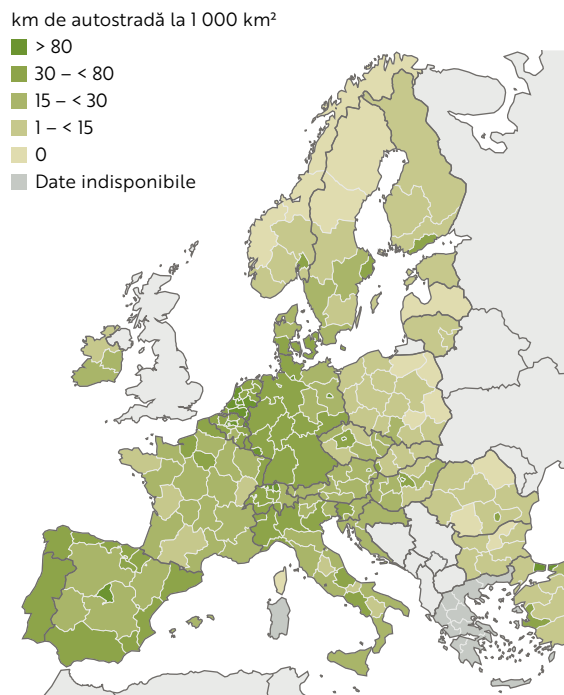 km de autostradă la 1 000 km²
> 80
30 – < 80
15 – < 30
1 – < 15
0
Date indisponibile